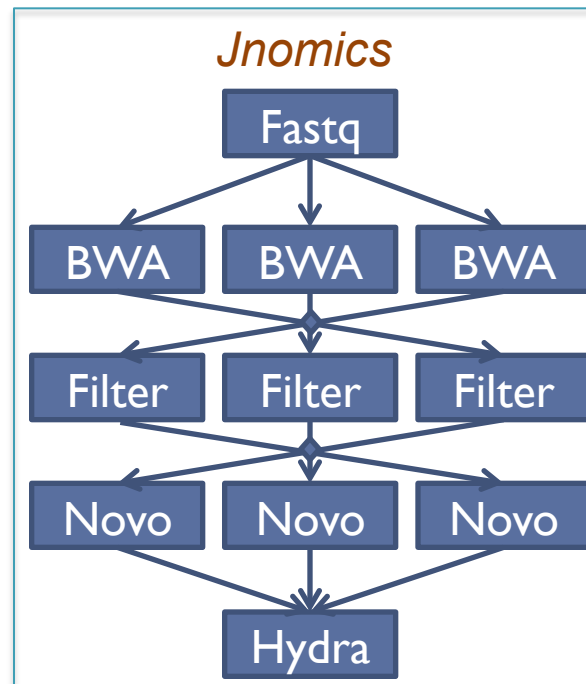 Jnomics
Fastq
BWA BWA BWA
Filter Filter Filter
Novo Novo Novo
Hydra